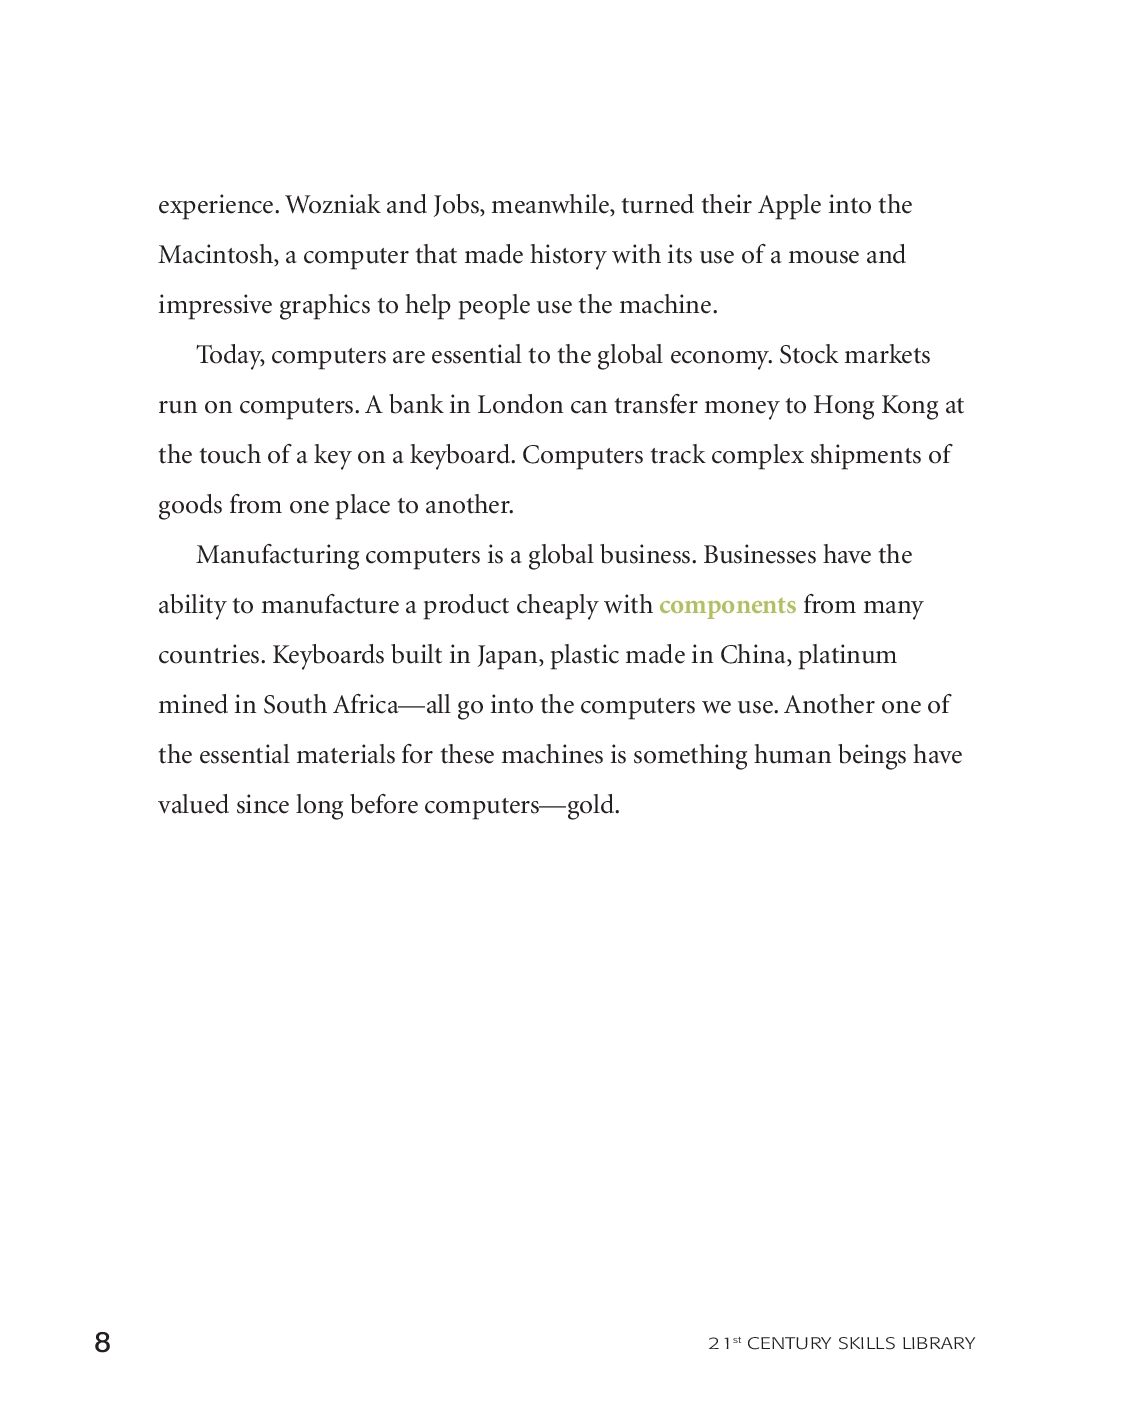 experience. Wozniak and Jobs, meanwhile, turned their Apple into the
Macintosh, a computer that made history with its use of a mouse and
impressive graphics to help people use the machine.
Today, computers are essential to the global economy. Stock markets
run on computers. A bank in London can transfer money to Hong Kong at
the touch of a key on a keyboard. Computers track complex shipments of
goods from one place to another.
Manufacturing computers is a global business. Businesses have the
ability to manufacture a product cheaply with components from many
countries. Keyboards built in Japan, plastic made in China, platinum
mined in South Africa—all go into the computers we use. Another one of
the essential materials for these machines is something human beings have
valued since long before computers—gold.
8
21st CENTURY SKILLS LIBRARY